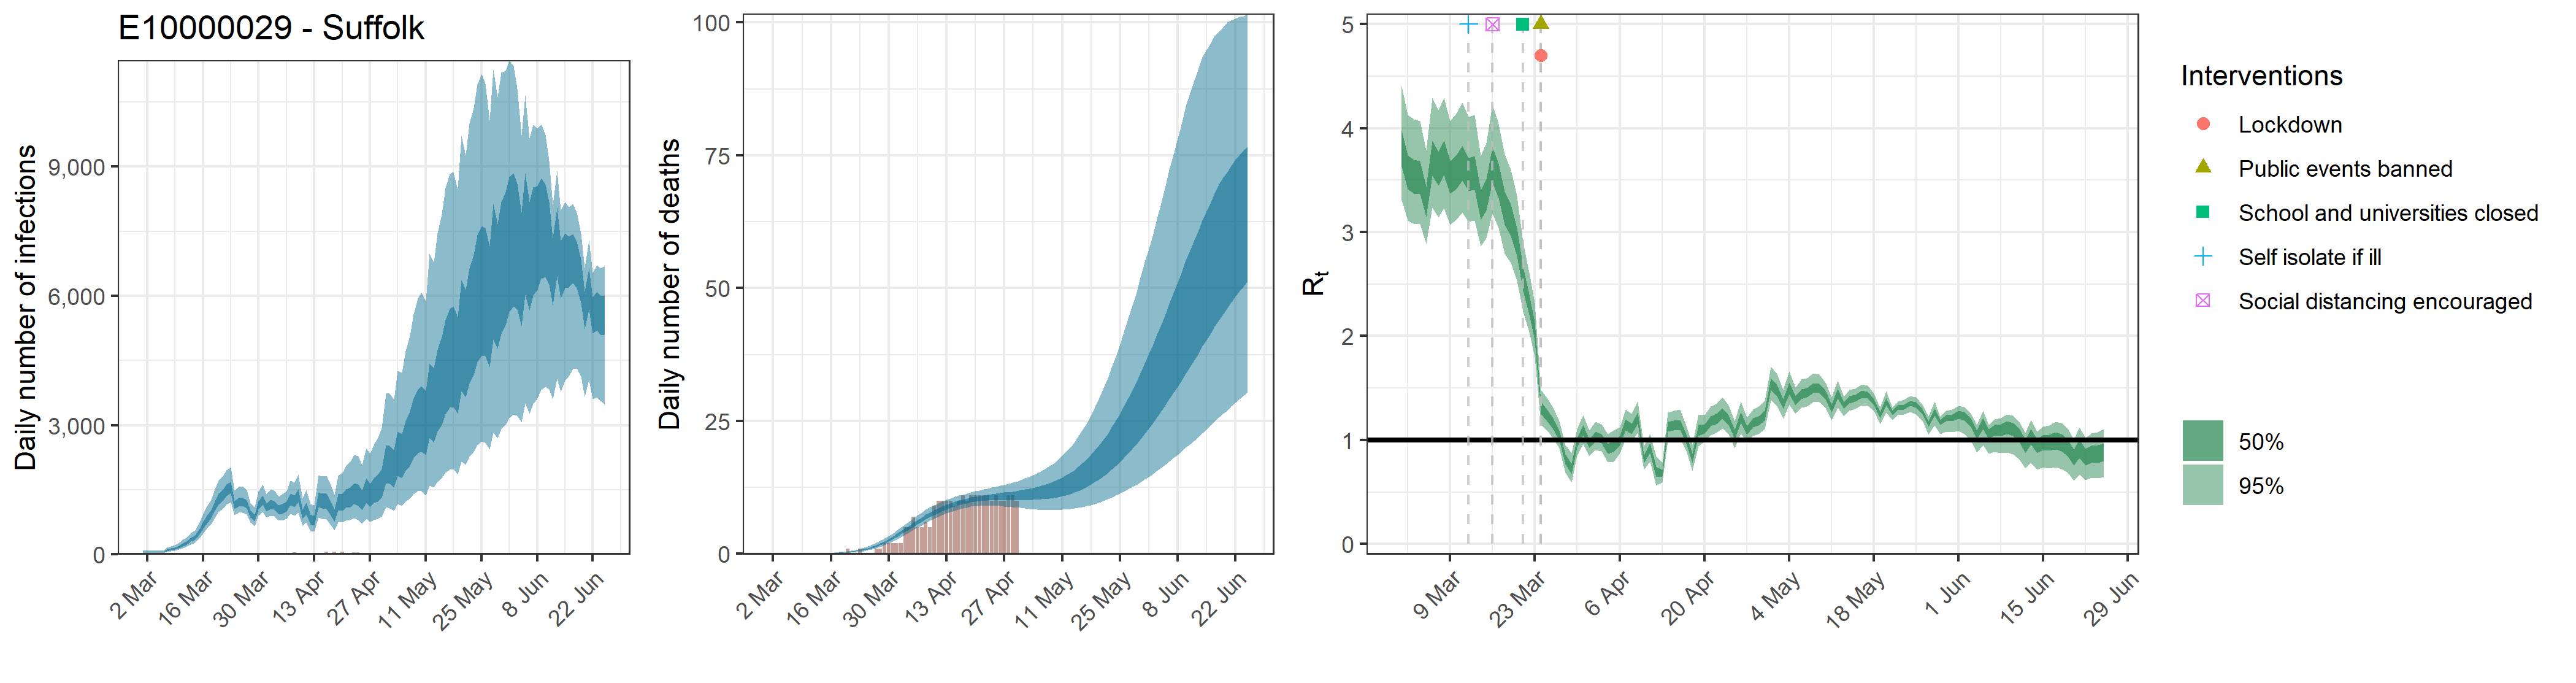 E10000029 - Suffolk
Daily number of infections
9,000
6,000
3,000
0
2 Mar
16 Mar
30 Mar
13 Apr
27 Apr
11 May
25 May
8 Jun
22 Jun
Daily number of deaths
100
75
50
25
0
2 Mar
16 Mar
30 Mar
13 Apr
27 Apr
11 May
25 May
8 Jun
22 Jun
Rt
5
4
3
2
1
0
9 Mar
23 Mar
6 Apr
20 Apr
4 May
18 May
1 Jun
15 Jun
29 Jun
Interventions
Lockdown
Public events banned
School and universities closed
Self isolate if ill
Social distancing encouraged
50%
95%